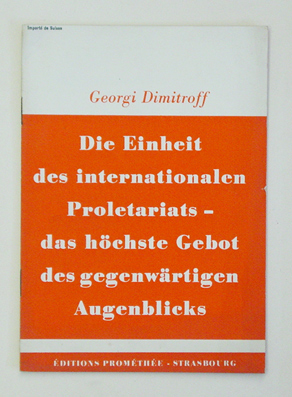 Importé de Suisse
Georgi Dimitroff
Die Einheit
des internationalen
Proletariats –
das höchste Gebot
des gegenwärtigen
Augenblicks
ÉDITIONS PROMÉTHÉE - STRASBOURG